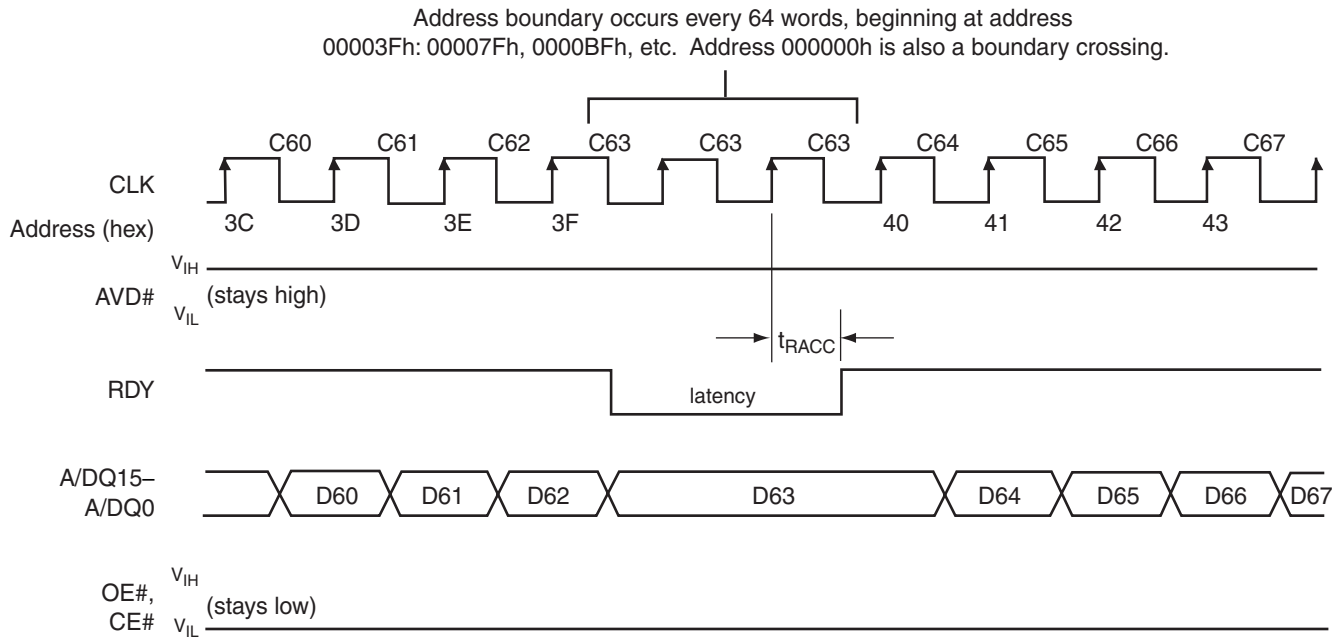 Address boundary occurs every 64 words, beginning at address
00003Fh: 00007Fh, 0000BFh, etc. Address 000000h is also a boundary crossing.
C60 C61 C62 C63 C63 C63 C64 C65 C66 C67
CLK
Address (hex) 3C 3D 3E 3F 40 41 42 43
VIH
AVD# (stays high)
VIL
tRACC
RDY latency
A/DQ15–
A/DQ0
D60 D61 D62 D63 D64 D65 D66 D67
VIH
OE#,
CE#
(stays low)
VIL